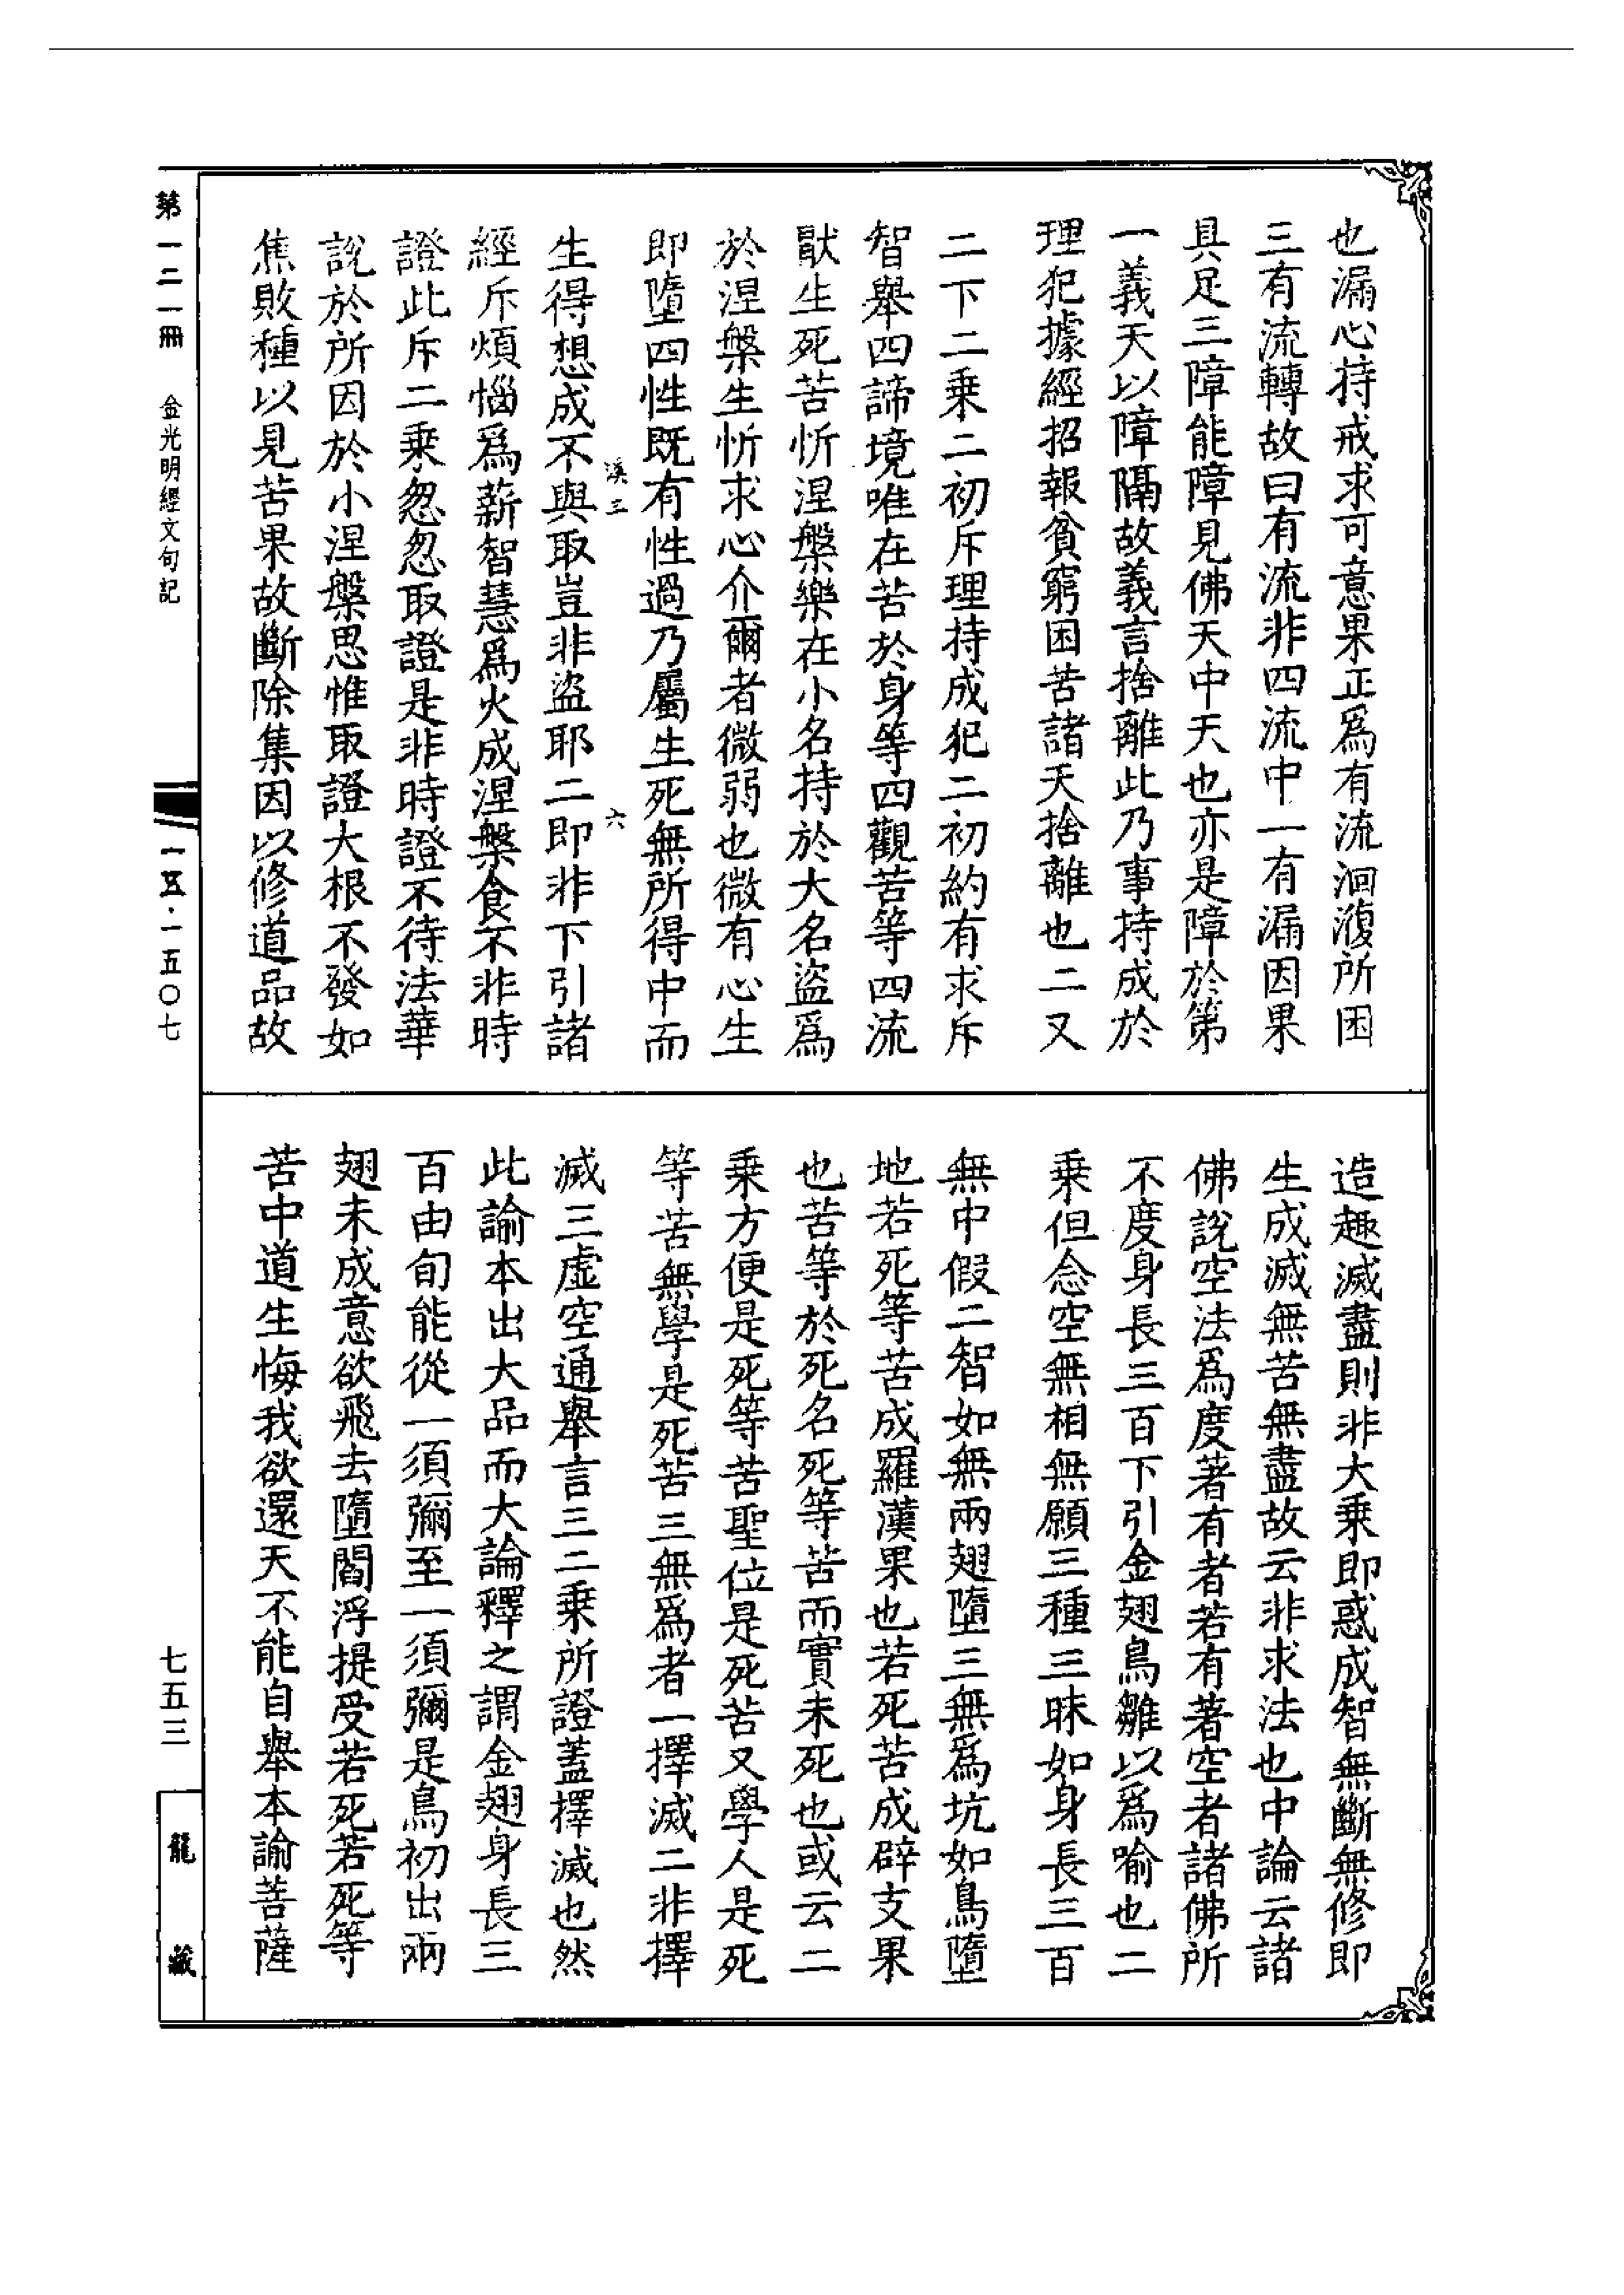 也漏心持戒求可意果正爲有流洄澓所困
三有流轉故曰有流非四流中一有漏因果
具足三障能障見佛天中天也亦是障於第
一義天以障隔故義言捨離此乃事持成於
理犯據經招報貧窮困苦諸天捨離也二又
二下二乘二初斥理持成犯二初約有求斥
智舉四諦境唯在苦於身等四觀苦等四流
猒生死苦忻涅槃樂在小名持於大名盜爲
於涅槃生忻求心介爾者微弱也微有心生
即墮四性既有性過乃屬生死無所得中而
溪三 六
生得想成不與取豈非盜耶二即非下引諸
經斥煩惱爲薪智慧爲火成涅槃食不非時
證此斥二乘忽忽取證是非時證不待法華
說於所因於小涅槃思惟取證大根不發如
焦敗種以見苦果故斷除集因以修道品故
造趣滅盡則非大乘即惑成智無斷無修即
生成滅無苦無盡故云非求法也中論云諸
佛說空法爲度著有者若有著空者諸佛所
不度身長三百下引金翅鳥雛以爲喻也二
乘但念空無相無願三種三昧如身長三百
無中假二智如無兩翅墮三無爲坑如鳥墮
地若死等苦成羅漢果也若死苦成辟支果
也苦等於死名死等苦而實未死也或云二
乘方便是死等苦聖位是死苦又學人是死
等苦無學是死苦三無爲者一擇滅二非擇
滅三虛空通舉言三二乘所證蓋擇滅也然
此諭本出大品而大論釋之謂金翅身長三
百由旬能從一須彌至一須彌是鳥初出兩
翅未成意欲飛去墮閻浮提受若死若死等
苦中道生悔我欲還天不能自舉本諭菩薩
第一二一冊 金光明經文句記
一五·一五〇七
七五三
龍藏